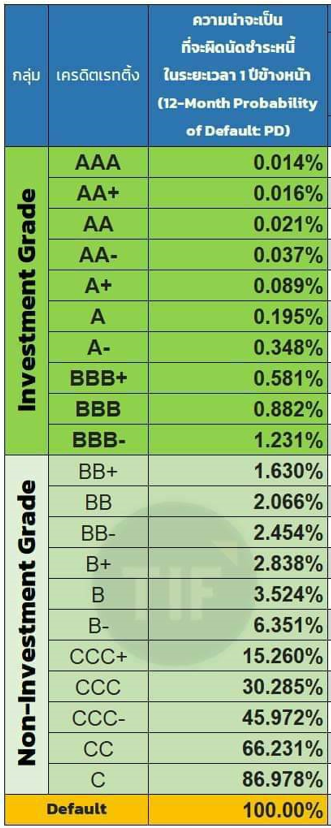 กลุ่ม เครดิตเรทติ้ง ความน่าจะเป็น
ที่จะผิดนัดชำระหนี้
ในระยะเวลา 1 ปีข้างหน้า
(12-Month Probability
of Default: PD)
Investment Grade
AAA 0.014%
AA+ 0.016%
AA 0.021%
AA- 0.037%
A+ 0.089%
A 0.195%
A- 0.348%
BBB+ 0.581%
BBB 0.882%
BBB- 1.231%
Non-Investment Grade
BB+ 1.630%
BB 2.066%
BB- 2.454%
B+ 2.838%
B 3.524%
B- 6.351%
CCC+ 15.260%
CCC 30.285%
CCC- 45.972%
CC 66.231%
C 86.978%
Default 100.00%
TIF